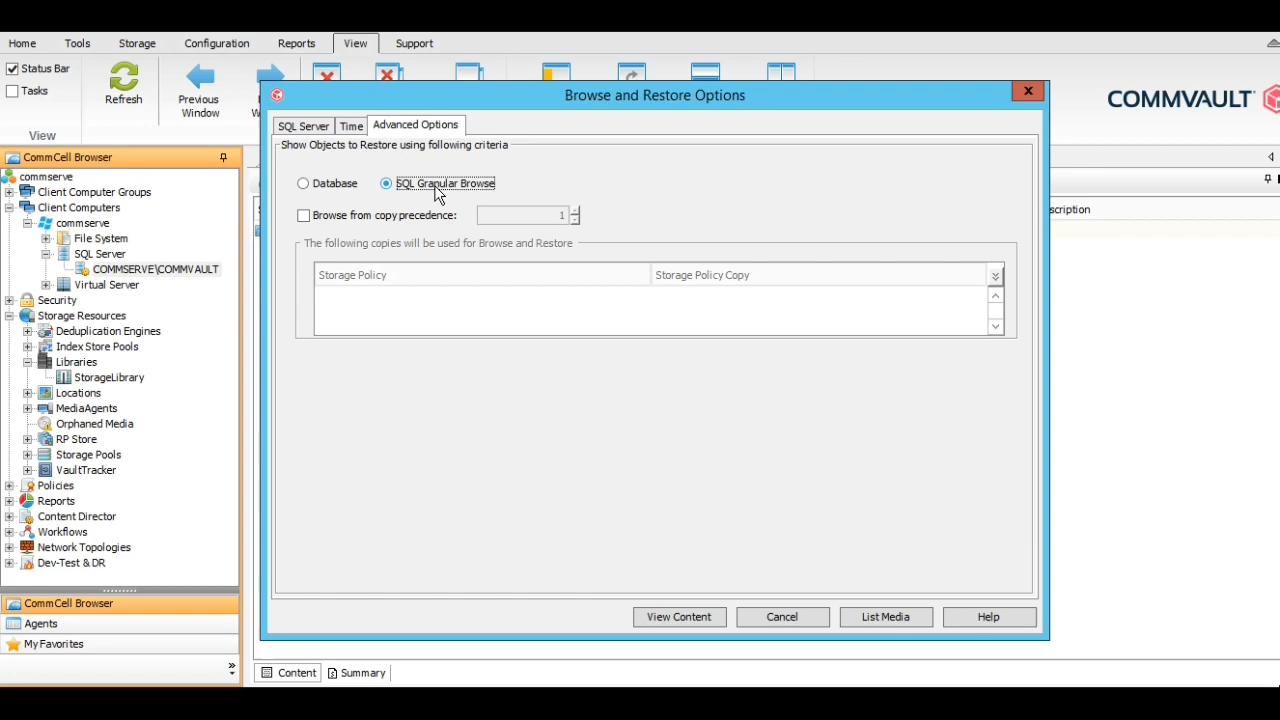 Home Tools Storage Configuration Reports View Support
Status Bar
Tasks
Refresh
Previous
Window
View
COMMVAULT
Browse and Restore Options
SQL Server Time Advanced Options
Show Objects to Restore using following criteria
Database SQL Granular Browse
Browse from copy precedence: 1
The following copies will be used for Browse and Restore
Storage Policy Storage Policy Copy
View Content Cancel List Media Help
CommCell Browser
commserve
Client Computer Groups
Client Computers
commserve
File System
SQL Server
COMMSERVE\COMMVAULT
Virtual Server
Security
Storage Resources
Deduplication Engines
Index Store Pools
Libraries
StorageLibrary
Locations
MediaAgents
Orphaned Media
RP Store
Storage Pools
VaultTracker
Policies
Reports
Content Director
Workflows
Network Topologies
Dev-Test & DR
CommCell Browser
Agents
My Favorites
Content Summary